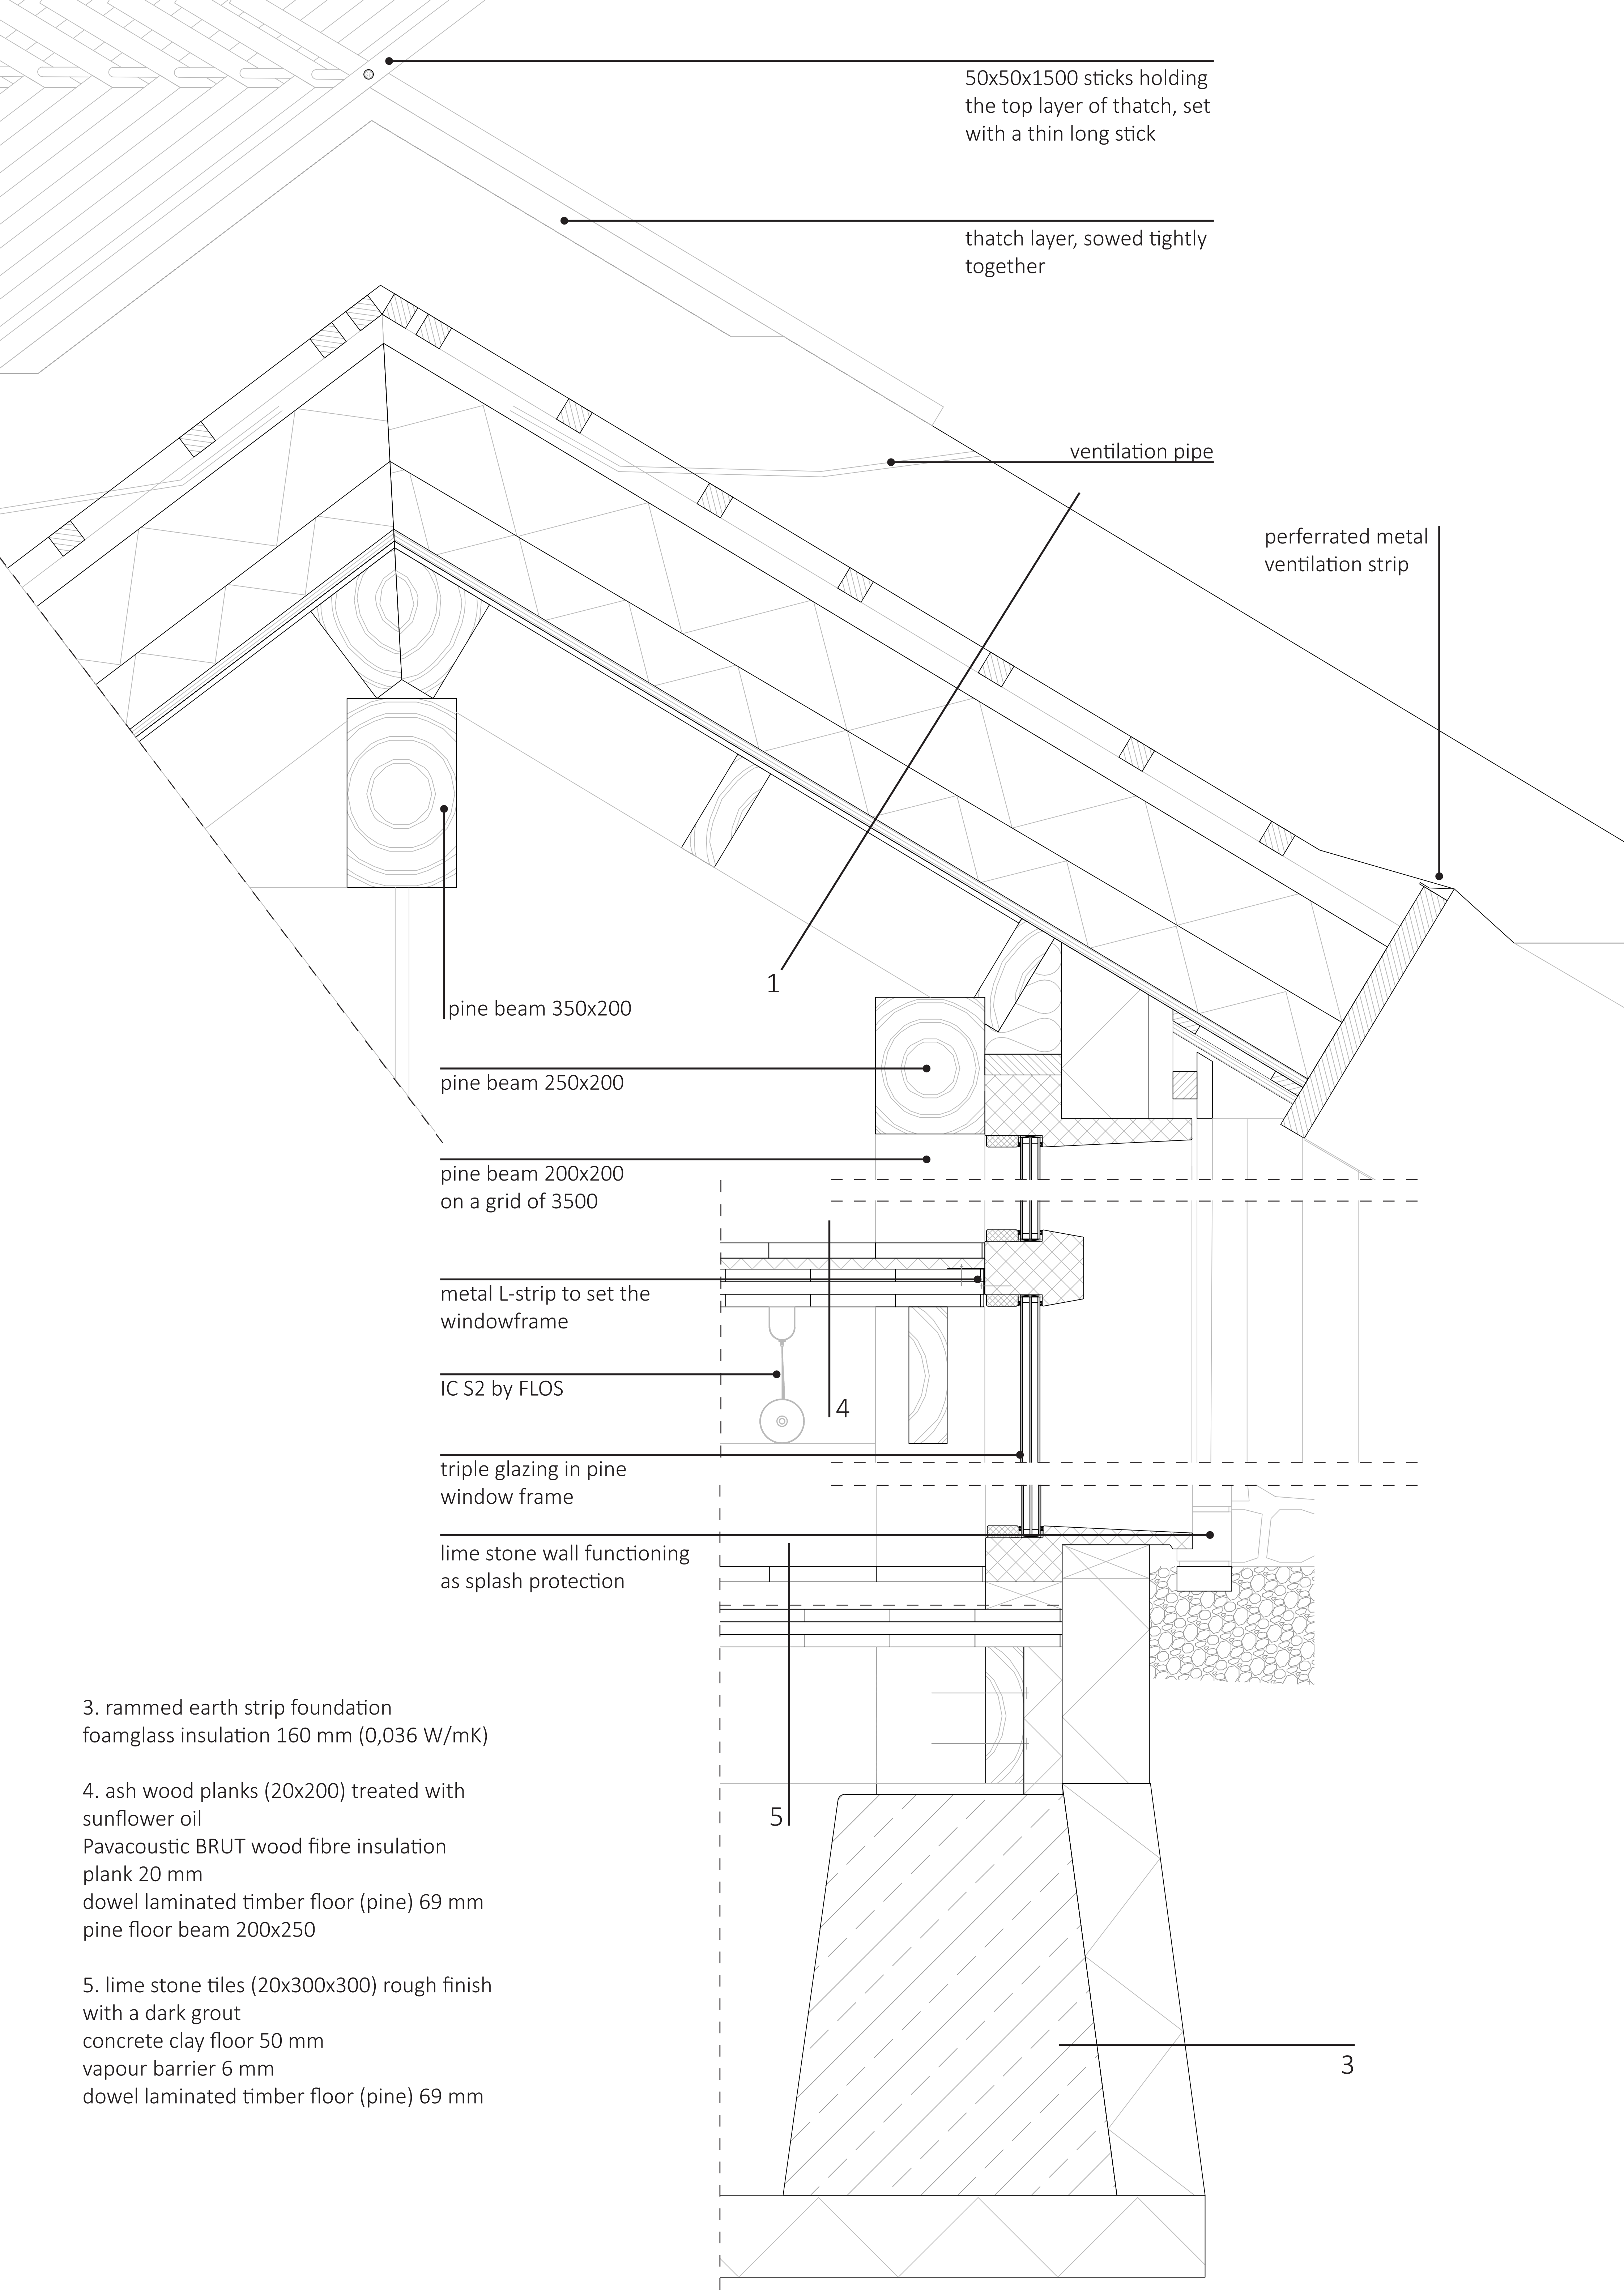 50x50x1500 sticks holding
the top layer of thatch, set
with a thin long stick
thatch layer, sowed tightly
together
ventilation pipe
perferrated metal
ventilation strip
1
pine beam 350x200
pine beam 250x200
pine beam 200x200
on a grid of 3500
metal L-strip to set the
windowframe
IC S2 by FLOS
4
triple glazing in pine
window frame
lime stone wall functioning
as splash protection
5
3. rammed earth strip foundation
foamglass insulation 160 mm (0,036 W/mK)
4. ash wood planks (20x200) treated with
sunflower oil
Pavacoustic BRUT wood fibre insulation
plank 20 mm
dowel laminated timber floor (pine) 69 mm
pine floor beam 200x250
5. lime stone tiles (20x300x300) rough finish
with a dark grout
concrete clay floor 50 mm
vapour barrier 6 mm
dowel laminated timber floor (pine) 69 mm
3